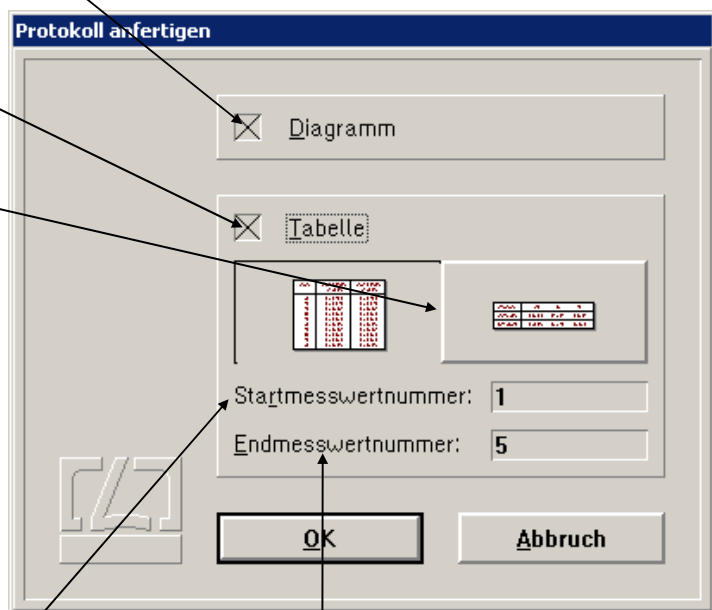 Protokoll anfertigen
Diagramm
Tabelle
Startmesswertnummer: 1
Endmesswertnummer: 5
OK
Abbruch